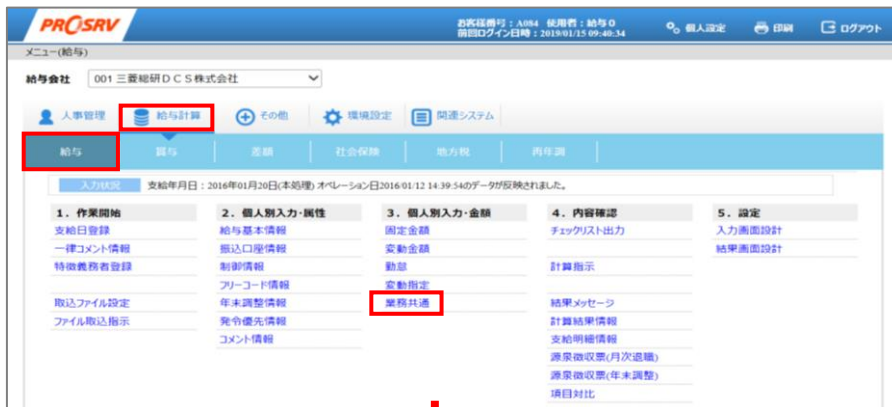 PROSRV
お客様番号：A084 使用者：給与0
前回ログイン日時：2019/01/15 09:40:34
個人設定 印刷 ログアウト
メニュー(給与)
給与会社 001 三菱総研DCS株式会社
人事管理 給与計算 その他 環境設定 関連システム
給与 賞与 差額 社会保険 地方税 再年調
入力状況 支給年月日：2016年01月20日(本処理) オペレーション日2016/01/12 14:39:54のデータが反映されました。
1. 作業開始 2. 個人別入力・属性 3. 個人別入力・金額 4. 内容確認 5. 設定
支給日登録 給与基本情報 固定金額 チェックリスト出力 入力画面設計
一律コメント情報 振込口座情報 変動金額 結果画面設計
特徴義務者登録 制御情報 勤怠 計算指示
フリーコード情報 変動指定
取込ファイル設定 年末調整情報 業務共通 結果メッセージ
ファイル取込指示 発令優先情報 計算結果情報
コメント情報 支給明細情報
源泉徴収票(月次退職)
源泉徴収票(年末調整)
項目対比